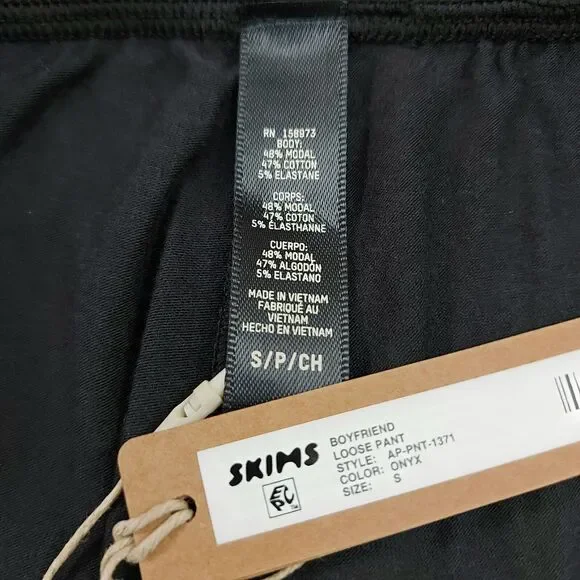 RN 158973
BODY:
48% MODAL
47% COTTON
5% ELASTANE
CORPS:
48% MODAL
47% COTON
5% ÉLASTHANNE
CUERPO:
48% MODAL
47% ALGODÓN
5% ELASTANO
MADE IN VIETNAM
FABRIQUÉ AU
VIETNAM
HECHO EN VIETNAM
S/P/CH
SKIMS
BOYFRIEND
LOOSE PANT
STYLE: AP-PNT-1371
COLOR: ONYX
SIZE: S